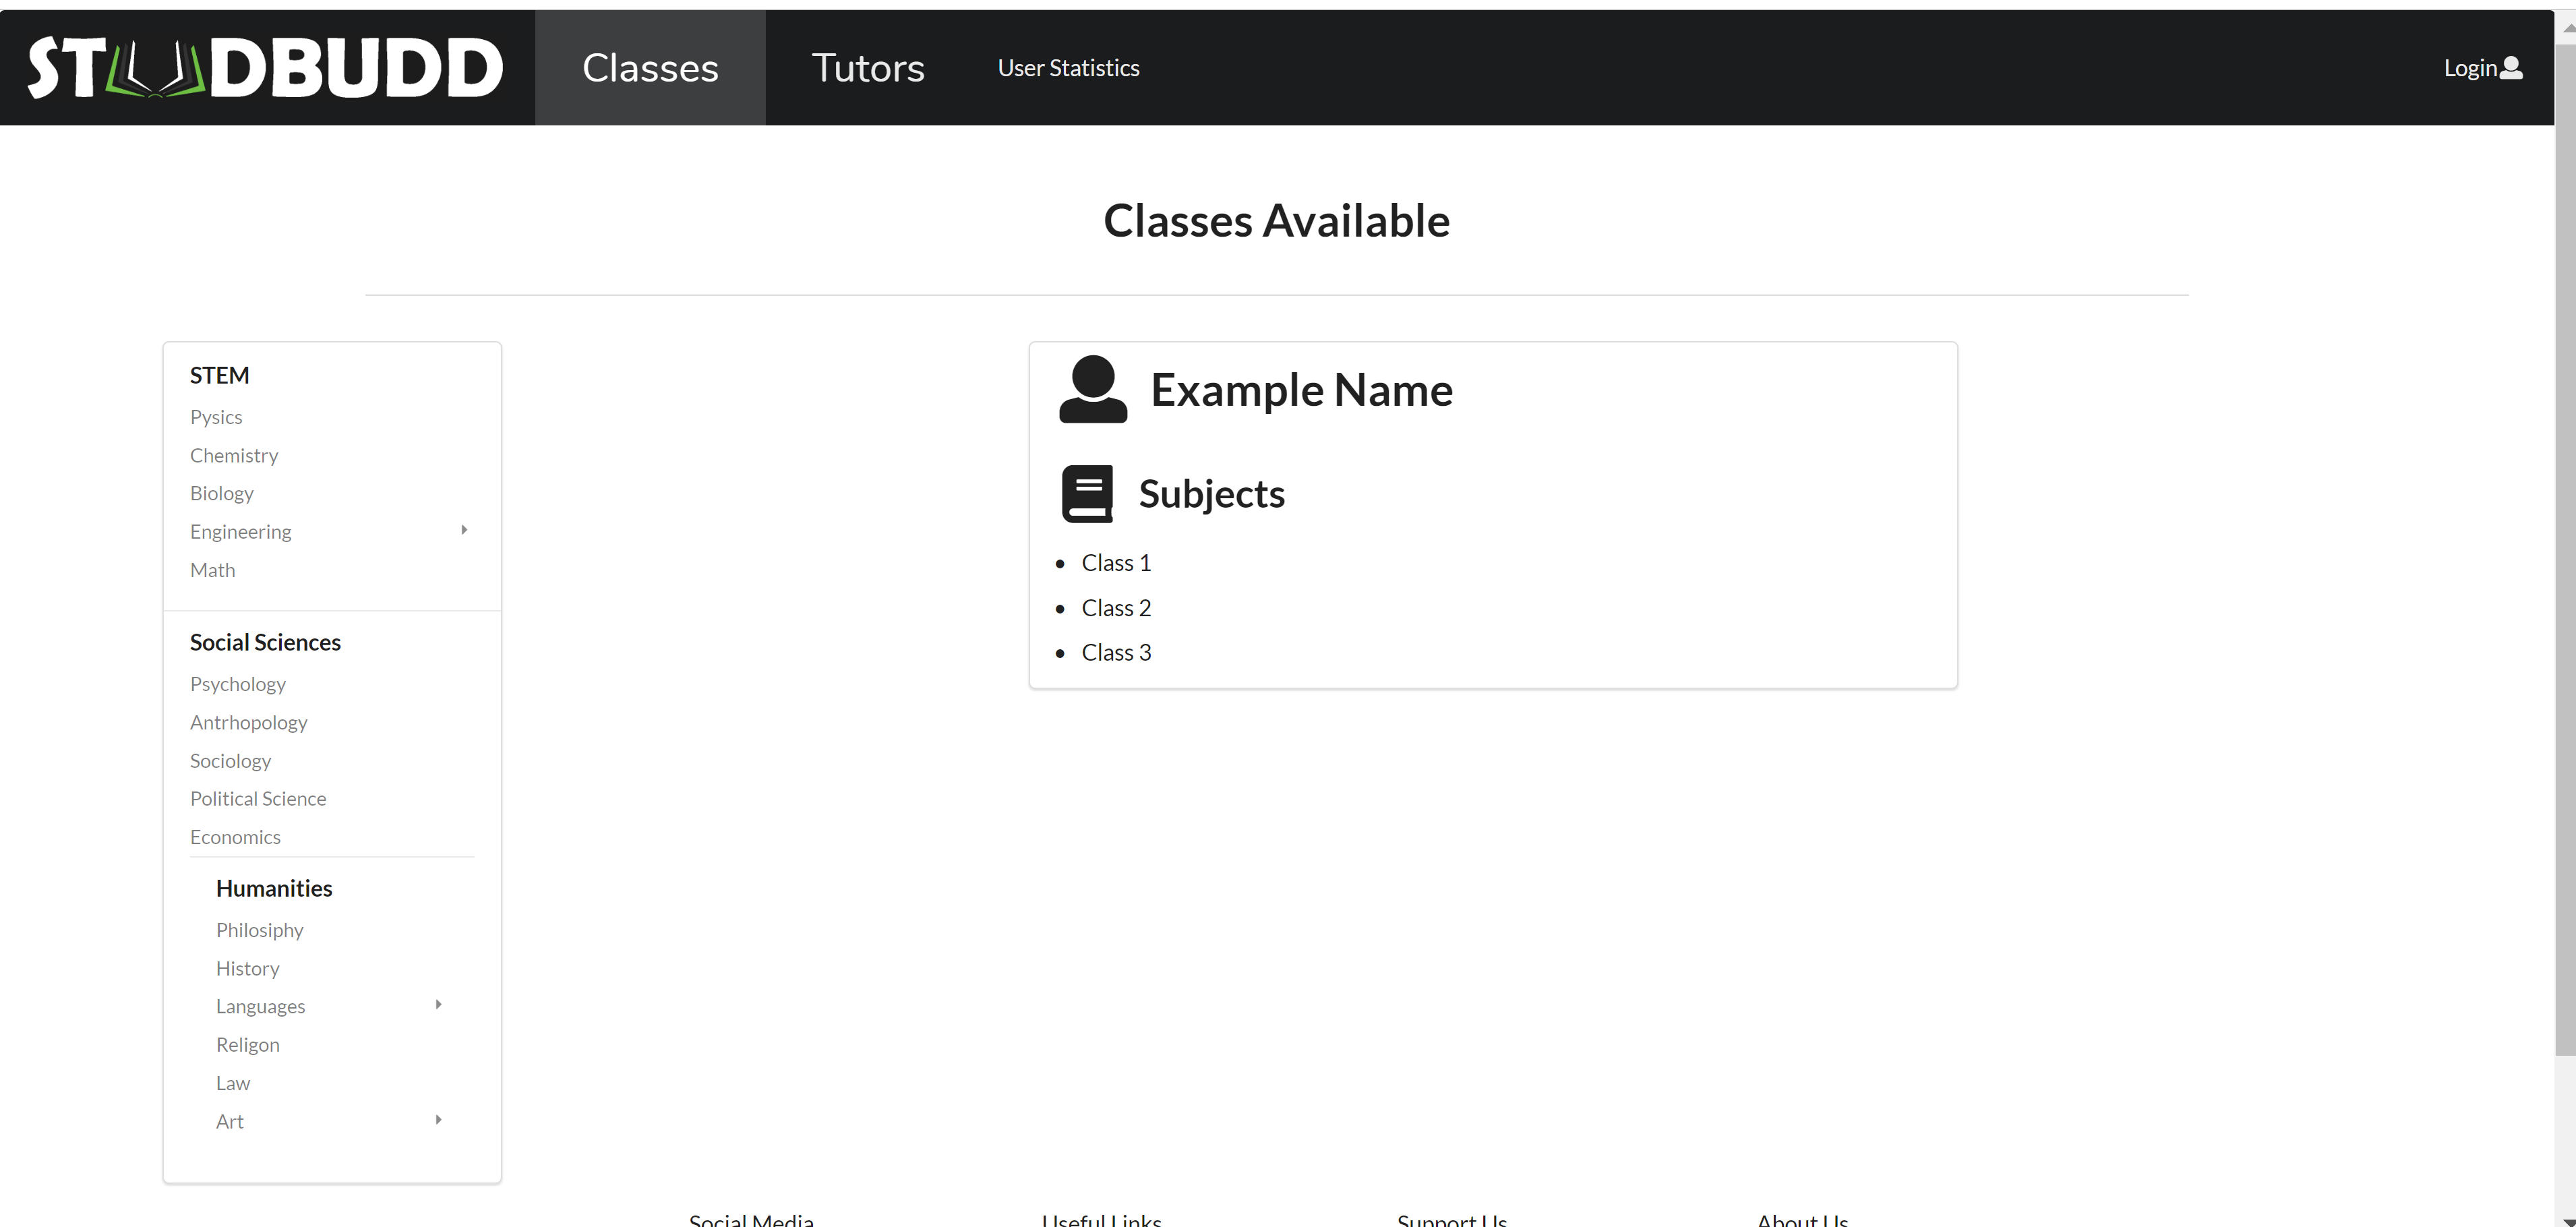 STUDBUDD Classes Tutors User Statistics Login
Classes Available
STEM
Pysics
Chemistry
Biology
Engineering
Math
Social Sciences
Psychology
Antrhopology
Sociology
Political Science
Economics
Humanities
Philosiphy
History
Languages
Religon
Law
Art
Example Name
Subjects
Class 1
Class 2
Class 3
Social Media Useful Links Support Us About Us